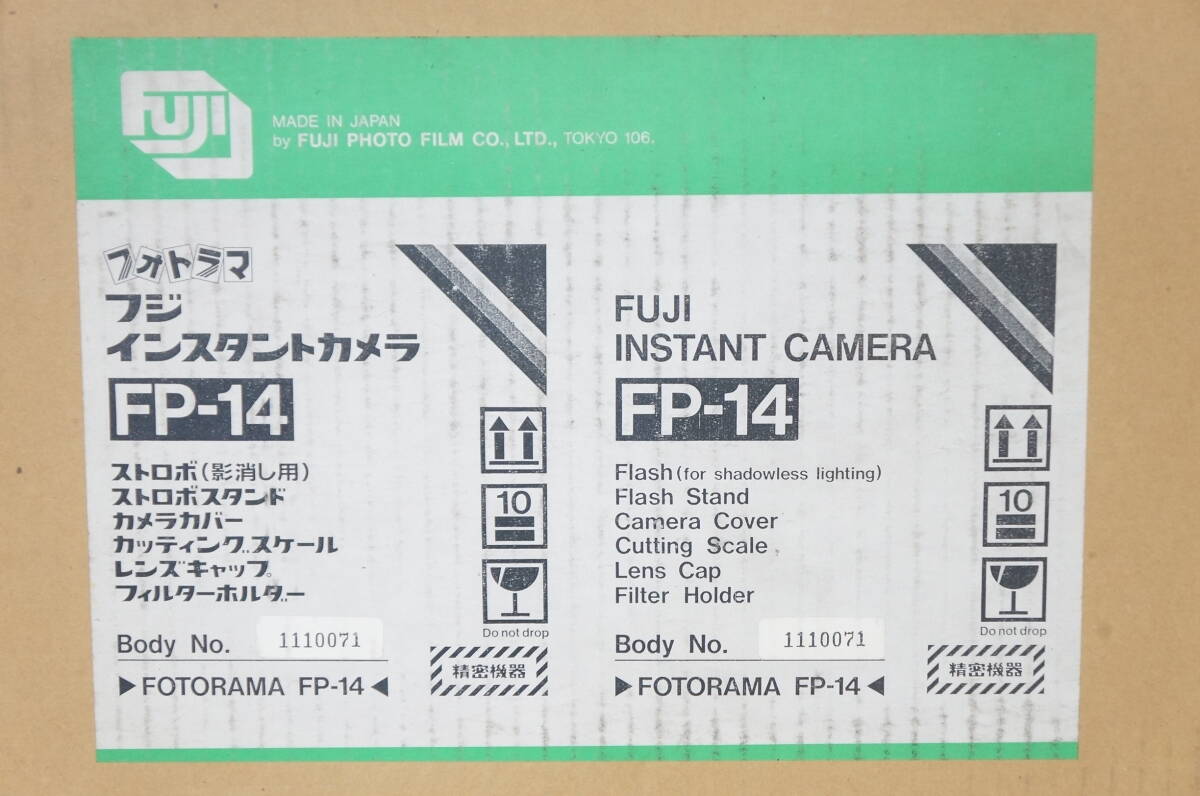 FUJI
MADE IN JAPAN
by FUJI PHOTO FILM CO., LTD., TOKYO 106.
フォトラマ
フジ
インスタントカメラ
FP-14
ストロボ(影消し用)
ストロボスタンド
カメラカバー
カッティングスケール
レンズキャップ
フィルターホルダー
Body No. 1110071
▶FOTORAMA FP-14◀
10
Do not drop
精密機器
FUJI
INSTANT CAMERA
FP-14
Flash (for shadowless lighting)
Flash Stand
Camera Cover
Cutting Scale
Lens Cap
Filter Holder
Body No. 1110071
▶FOTORAMA FP-14◀
10
Do not drop
精密機器